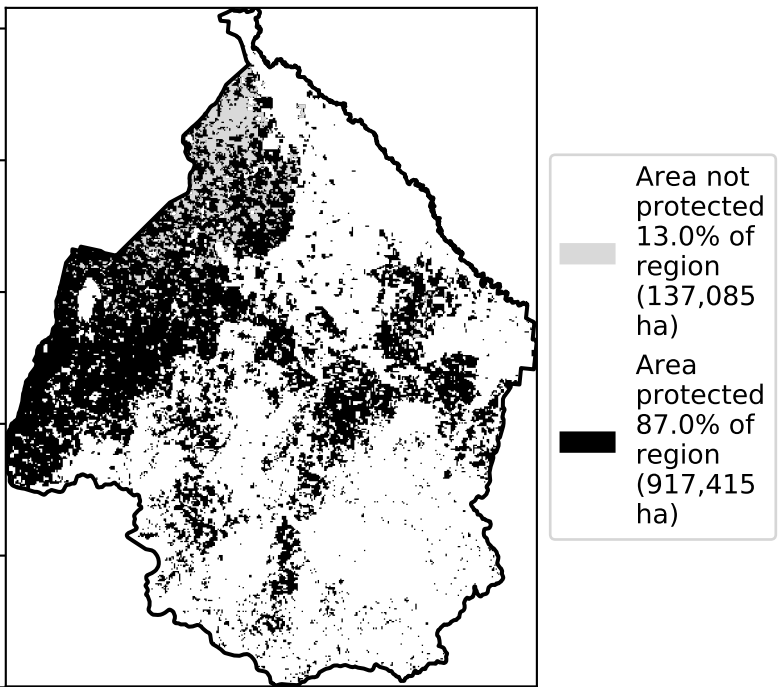 Area not
protected
13.0% of
region
(137,085
ha)
Area
protected
87.0% of
region
(917,415
ha)